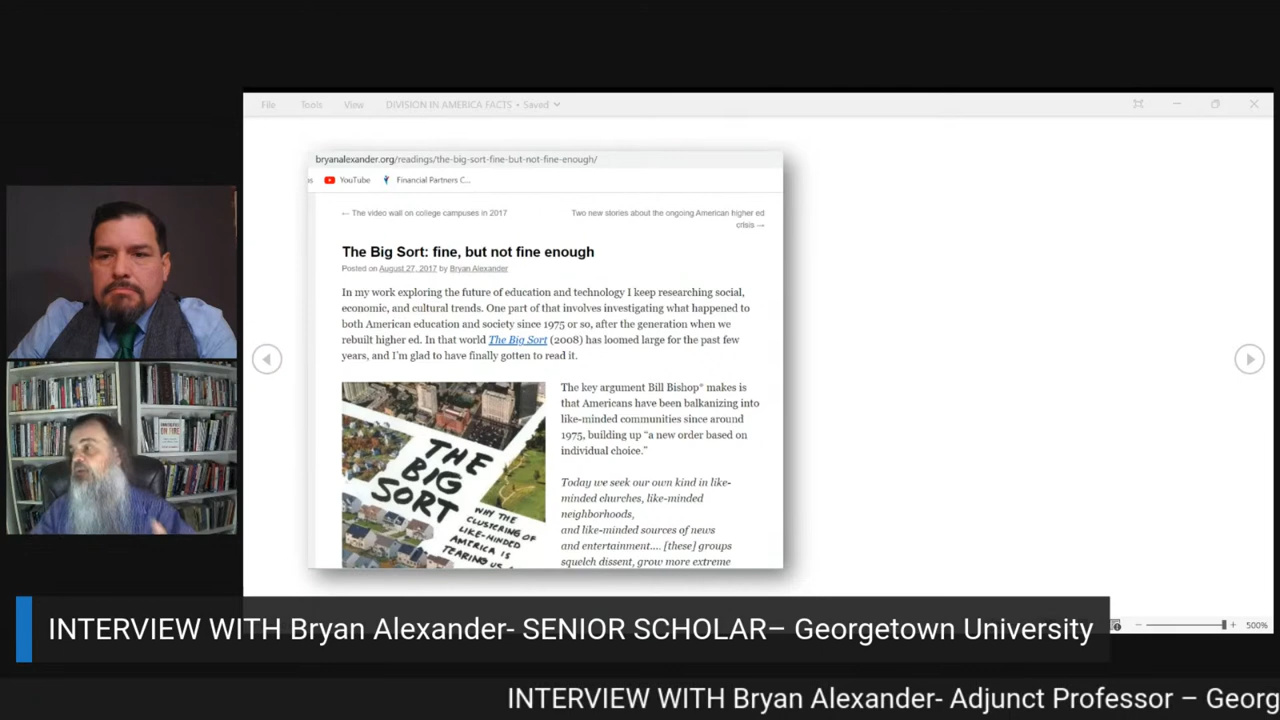 File Tools View DIVISION IN AMERICA FACTS • Saved
bryanalexander.org/readings/the-big-sort-fine-but-not-fine-enough/
YouTube Financial Partners C...
← The video wall on college campuses in 2017
Two new stories about the ongoing American higher ed
crisis →
The Big Sort: fine, but not fine enough
Posted on August 27, 2017 by Bryan Alexander
In my work exploring the future of education and technology I keep researching social,
economic, and cultural trends. One part of that involves investigating what happened to
both American education and society since 1975 or so, after the generation when we
rebuilt higher ed. In that world The Big Sort (2008) has loomed large for the past few
years, and I'm glad to have finally gotten to read it.
THE
BIG
SORT
WHY THE
CLUSTERING OF
LIKE-MINDED
AMERICA IS
TEARING US
The key argument Bill Bishop* makes is
that Americans have been balkanizing into
like-minded communities since around
1975, building up “a new order based on
individual choice.”
Today we seek our own kind in like-
minded churches, like-minded
neighborhoods,
and like-minded sources of news
and entertainment.... [these] groups
squelch dissent, grow more extreme
500%
INTERVIEW WITH Bryan Alexander- SENIOR SCHOLAR– Georgetown University
INTERVIEW WITH Bryan Alexander- Adjunct Professor – Georg